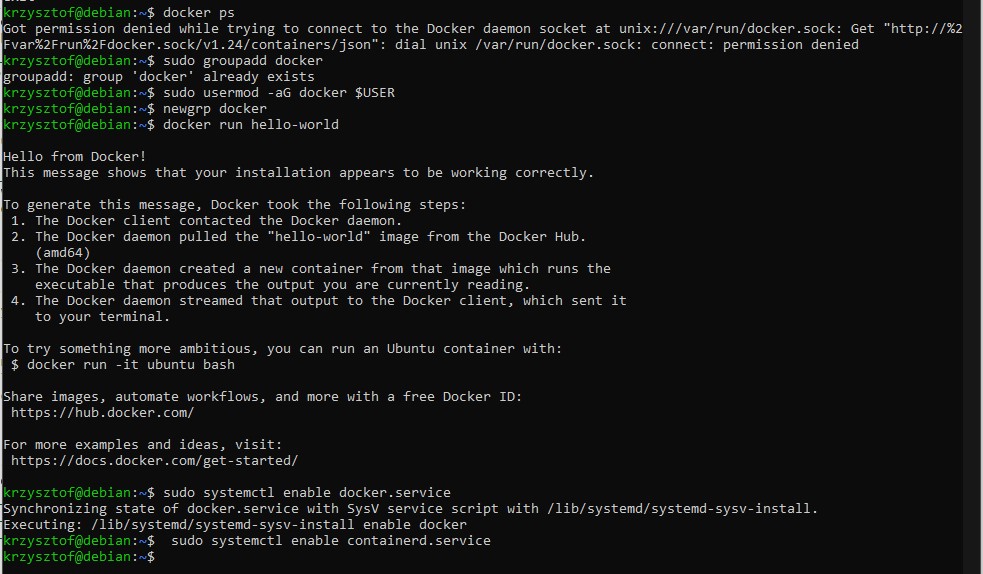 krzysztof@debian:~$ docker ps
Got permission denied while trying to connect to the Docker daemon socket at unix:///var/run/docker.sock: Get "http://%2
Fvar%2Frun%2Fdocker.sock/v1.24/containers/json": dial unix /var/run/docker.sock: connect: permission denied
krzysztof@debian:~$ sudo groupadd docker
groupadd: group 'docker' already exists
krzysztof@debian:~$ sudo usermod -aG docker $USER
krzysztof@debian:~$ newgrp docker
krzysztof@debian:~$ docker run hello-world

Hello from Docker!
This message shows that your installation appears to be working correctly.

To generate this message, Docker took the following steps:
 1. The Docker client contacted the Docker daemon.
 2. The Docker daemon pulled the "hello-world" image from the Docker Hub.
    (amd64)
 3. The Docker daemon created a new container from that image which runs the
    executable that produces the output you are currently reading.
 4. The Docker daemon streamed that output to the Docker client, which sent it
    to your terminal.

To try something more ambitious, you can run an Ubuntu container with:
 $ docker run -it ubuntu bash

Share images, automate workflows, and more with a free Docker ID:
 https://hub.docker.com/

For more examples and ideas, visit:
 https://docs.docker.com/get-started/

krzysztof@debian:~$ sudo systemctl enable docker.service
Synchronizing state of docker.service with SysV service script with /lib/systemd/systemd-sysv-install.
Executing: /lib/systemd/systemd-sysv-install enable docker
krzysztof@debian:~$  sudo systemctl enable containerd.service
krzysztof@debian:~$